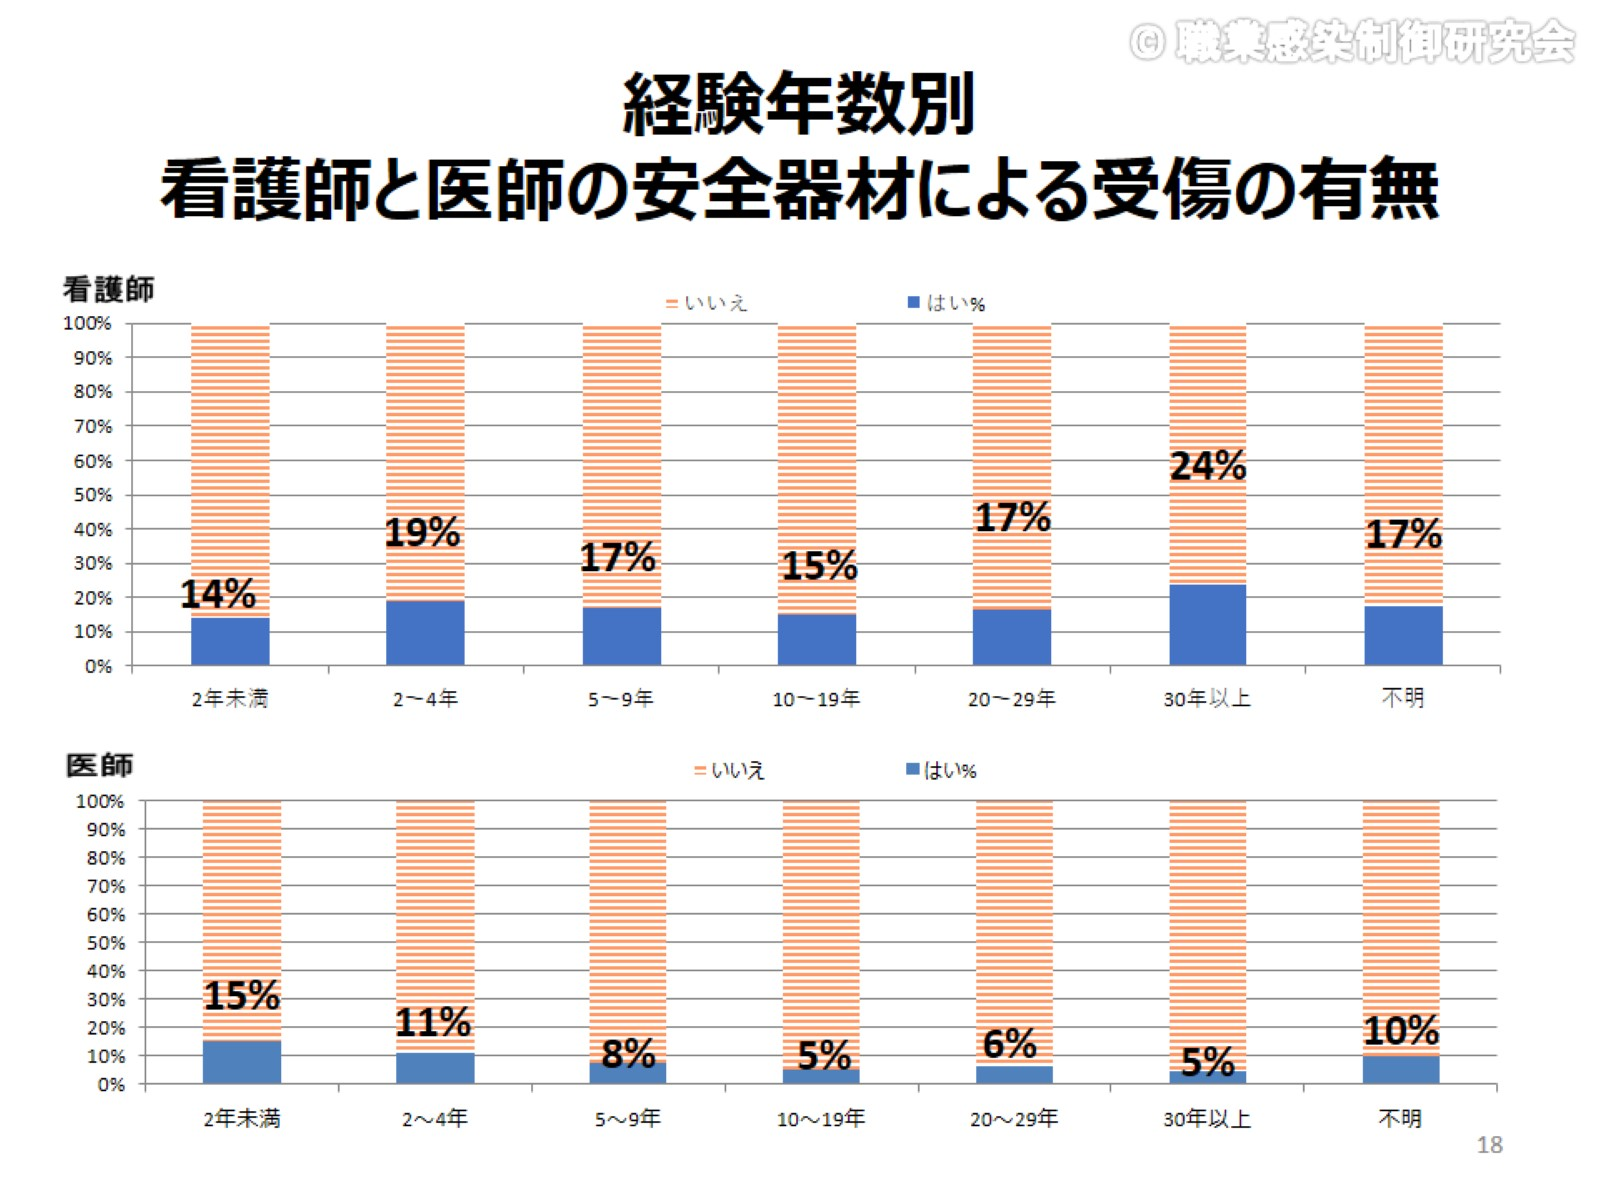 © 職業感染制御研究会
経験年数別
看護師と医師の安全器材による受傷の有無
看護師
いいえ はい%
100%
90%
80%
70%
60%
50%
40%
30%
20%
10%
0%
14% 19% 17% 15% 17% 24% 17%
2年未満 2～4年 5～9年 10～19年 20～29年 30年以上 不明
医師
いいえ はい%
100%
90%
80%
70%
60%
50%
40%
30%
20%
10%
0%
15% 11% 8% 5% 6% 5% 10%
2年未満 2～4年 5～9年 10～19年 20～29年 30年以上 不明
18